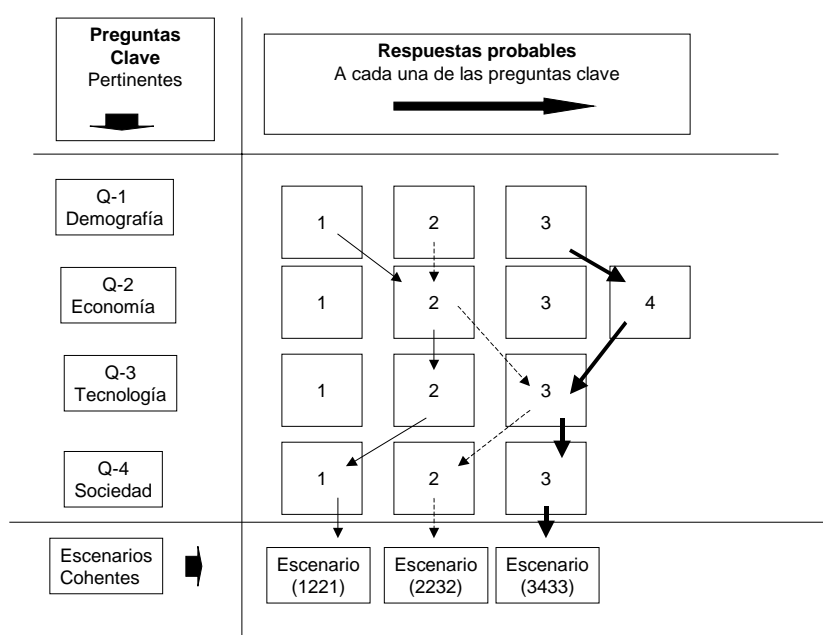 Preguntas
Clave
Pertinentes
Respuestas probables
A cada una de las preguntas clave
Q-1
Demografía
1
2
3
Q-2
Economía
1
2
3
4
Q-3
Tecnología
1
2
3
Q-4
Sociedad
1
2
3
Escenarios
Cohentes
Escenario
(1221)
Escenario
(2232)
Escenario
(3433)